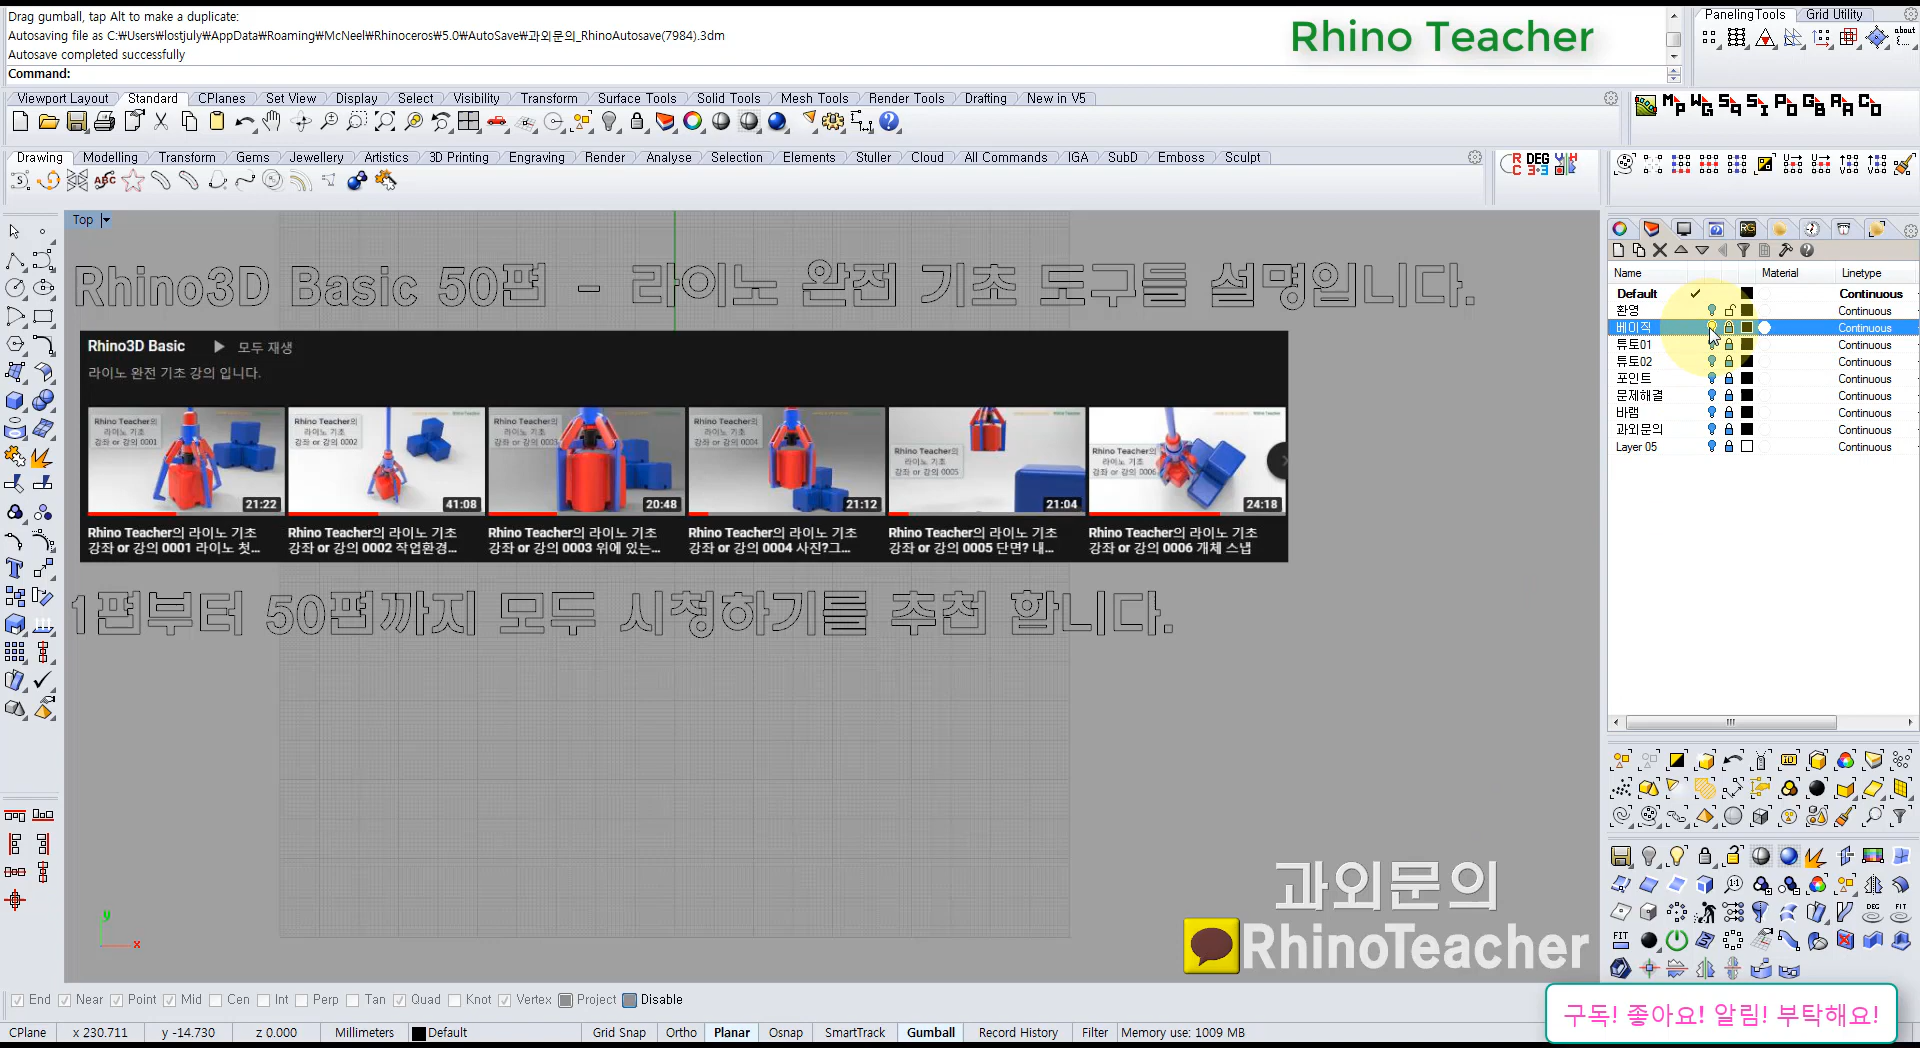 Drag gumball, tap Alt to make a duplicate:
Autosaving file as C:₩Users₩lostjuly₩AppData₩Roaming₩McNeel₩Rhinoceros₩5.0₩AutoSave₩과외문의_RhinoAutosave(7984).3dm
Autosave completed successfully
Command:
Rhino Teacher
PanelingTools Grid Utility
about
Viewport Layout Standard CPlanes Set View Display Select Visibility Transform Surface Tools Solid Tools Mesh Tools Render Tools Drafting New in V5
Drawing Modelling Transform Gems Jewellery Artistics 3D Printing Engraving Render Analyse Selection Elements Stuller Cloud All Commands IGA SubD Emboss Sculpt
Top
Rhino3D Basic 50편 - 라이노 완전 기초 도구들 설명입니다.
Rhino3D Basic 모두 재생
라이노 완전 기초 강의 입니다.
21:22 41:08 20:48 21:12 21:04 24:18
Rhino Teacher의 라이노 기초 강좌 or 강의 0001 라이노 첫...
Rhino Teacher의 라이노 기초 강좌 or 강의 0002 작업환경...
Rhino Teacher의 라이노 기초 강좌 or 강의 0003 위에 있는...
Rhino Teacher의 라이노 기초 강좌 or 강의 0004 사진?그...
Rhino Teacher의 라이노 기초 강좌 or 강의 0005 단면? 내...
Rhino Teacher의 라이노 기초 강좌 or 강의 0006 개체 스냅
1편부터 50편까지 모두 시청하기를 추천 합니다.
Name Material Linetype
Default Continuous
환영 Continuous
베이직 Continuous
튜토01 Continuous
튜토02 Continuous
포인트 Continuous
문제해결 Continuous
바램 Continuous
과외문의 Continuous
Layer 05 Continuous
y
x
과외문의
RhinoTeacher
구독! 좋아요! 알림! 부탁해요!
End Near Point Mid Cen Int Perp Tan Quad Knot Vertex Project Disable
CPlane x 230.711 y -14.730 z 0.000 Millimeters Default Grid Snap Ortho Planar Osnap SmartTrack Gumball Record History Filter Memory use: 1009 MB